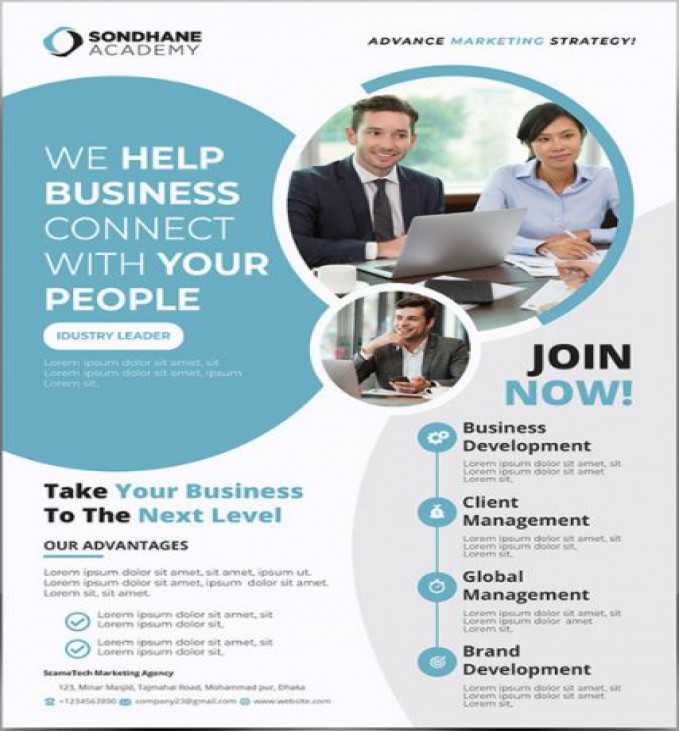 SONDHANE
ACADEMY
ADVANCE MARKETING STRATEGY!
WE HELP
BUSINESS
CONNECT
WITH YOUR
PEOPLE
IDUSTRY LEADER
Lorem ipsum dolor sit amet, sit
Lorem ipsum dolor sit amet, ipsum
Lorem sit,
JOIN
NOW!
Business
Development
Lorem ipsum dolor sit amet, sit
Lorem ipsum dolor sit amet,
Lorem sit,
Client
Management
Lorem ipsum dolor sit amet, sit
Lorem ipsum dolor sit,
Lorem sit,
Global
Management
Lorem ipsum dolor sit amet, sit
Lorem ipsum dolor amet
Lorem sit,
Brand
Development
Lorem ipsum dolor sit amet, sit
Lorem ipsum dolor sit amet,
Lorem sit,
Take Your Business
To The Next Level
OUR ADVANTAGES
Lorem ipsum dolor sit amet, sit amet, ipsum ut.
Lorem ipsum dolor sit amet, ipsum dolor sit amet.
Lorem sit, sit amet.
Lorem ipsum dolor sit amet, sit
Lorem ipsum dolor sit,
Lorem ipsum dolor sit amet, sit
Lorem ipsum dolor sit,
ScameTech Marketing Agency
123, Minar Masjid, Tajmahal Road, Mohammad pur, Dhaka
+1234567890 company23@gmail.com www.website.com